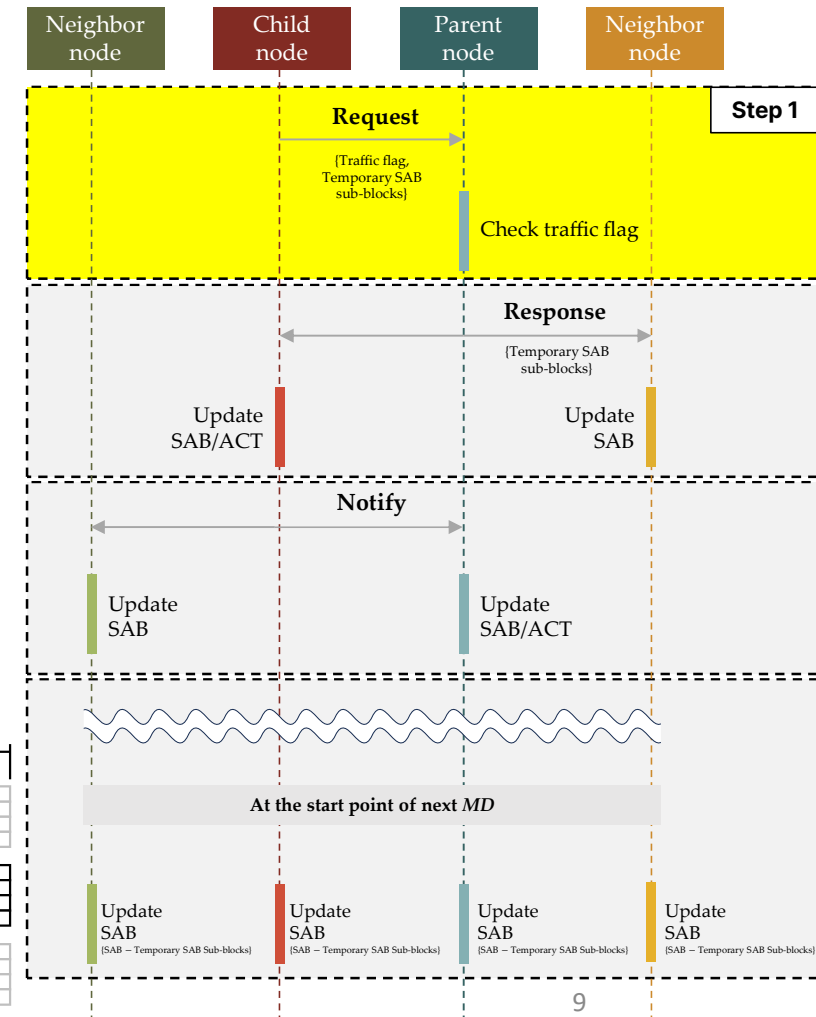 Neighbor
node
Child
node
Parent
node
Neighbor
node
Step 1
Request
{Traffic flag,
Temporary SAB
sub-blocks}
Check traffic flag
Response
{Temporary SAB
sub-blocks}
Update
SAB/ACT
Update
SAB
Notify
Update
SAB
Update
SAB/ACT
At the start point of next MD
Update
SAB
{SAB − Temporary SAB Sub-blocks}
Update
SAB
{SAB − Temporary SAB Sub-blocks}
Update
SAB
{SAB − Temporary SAB Sub-blocks}
Update
SAB
{SAB − Temporary SAB Sub-blocks}
9